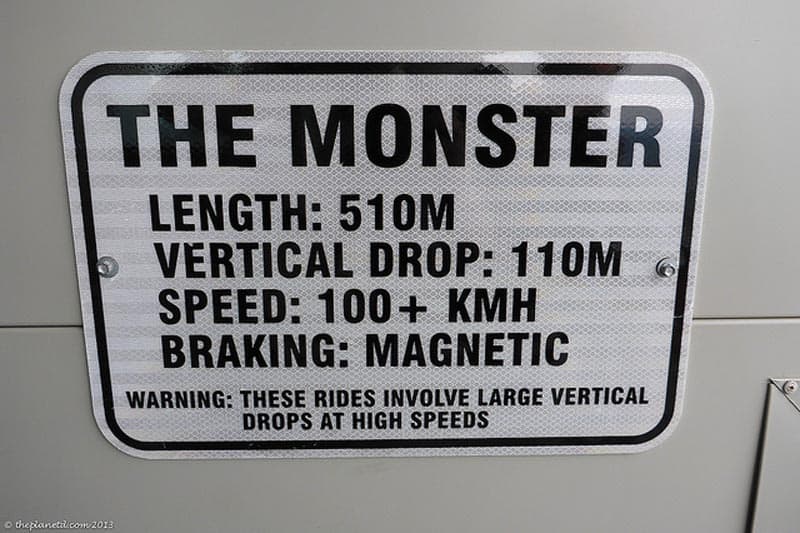 THE MONSTER
LENGTH: 510M
VERTICAL DROP: 110M
SPEED: 100+ KMH
BRAKING: MAGNETIC
WARNING: THESE RIDES INVOLVE LARGE VERTICAL
DROPS AT HIGH SPEEDS
© theplanetd.com 2013